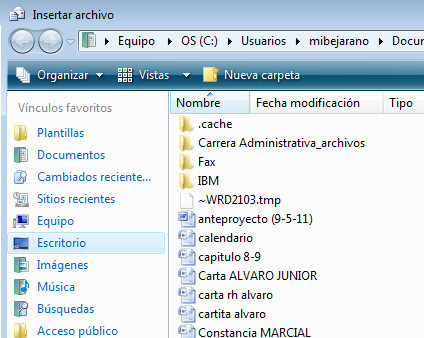 Insertar archivo
Equipo OS (C:) Usuarios mibejarano Docum
Organizar Vistas Nueva carpeta
Vínculos favoritos
Plantillas
Documentos
Cambiados reciente...
Sitios recientes
Equipo
Escritorio
Imágenes
Música
Búsquedas
Acceso público
Nombre Fecha modificación Tipo
.cache
Carrera Administrativa_archivos
Fax
IBM
~WRD2103.tmp
anteproyecto (9-5-11)
calendario
capitulo 8-9
Carta ALVARO JUNIOR
carta rh alvaro
cartita alvaro
Constancia MARCIAL